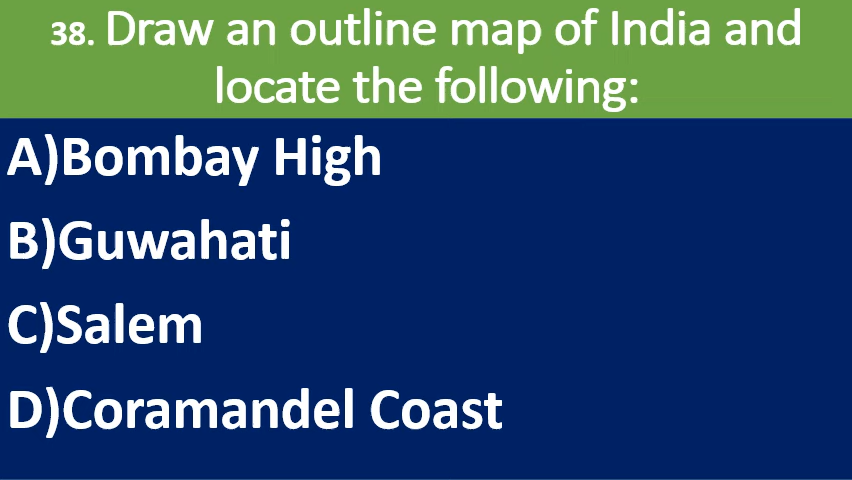 38. Draw an outline map of India and
locate the following:
A)Bombay High
B)Guwahati
C)Salem
D)Coramandel Coast